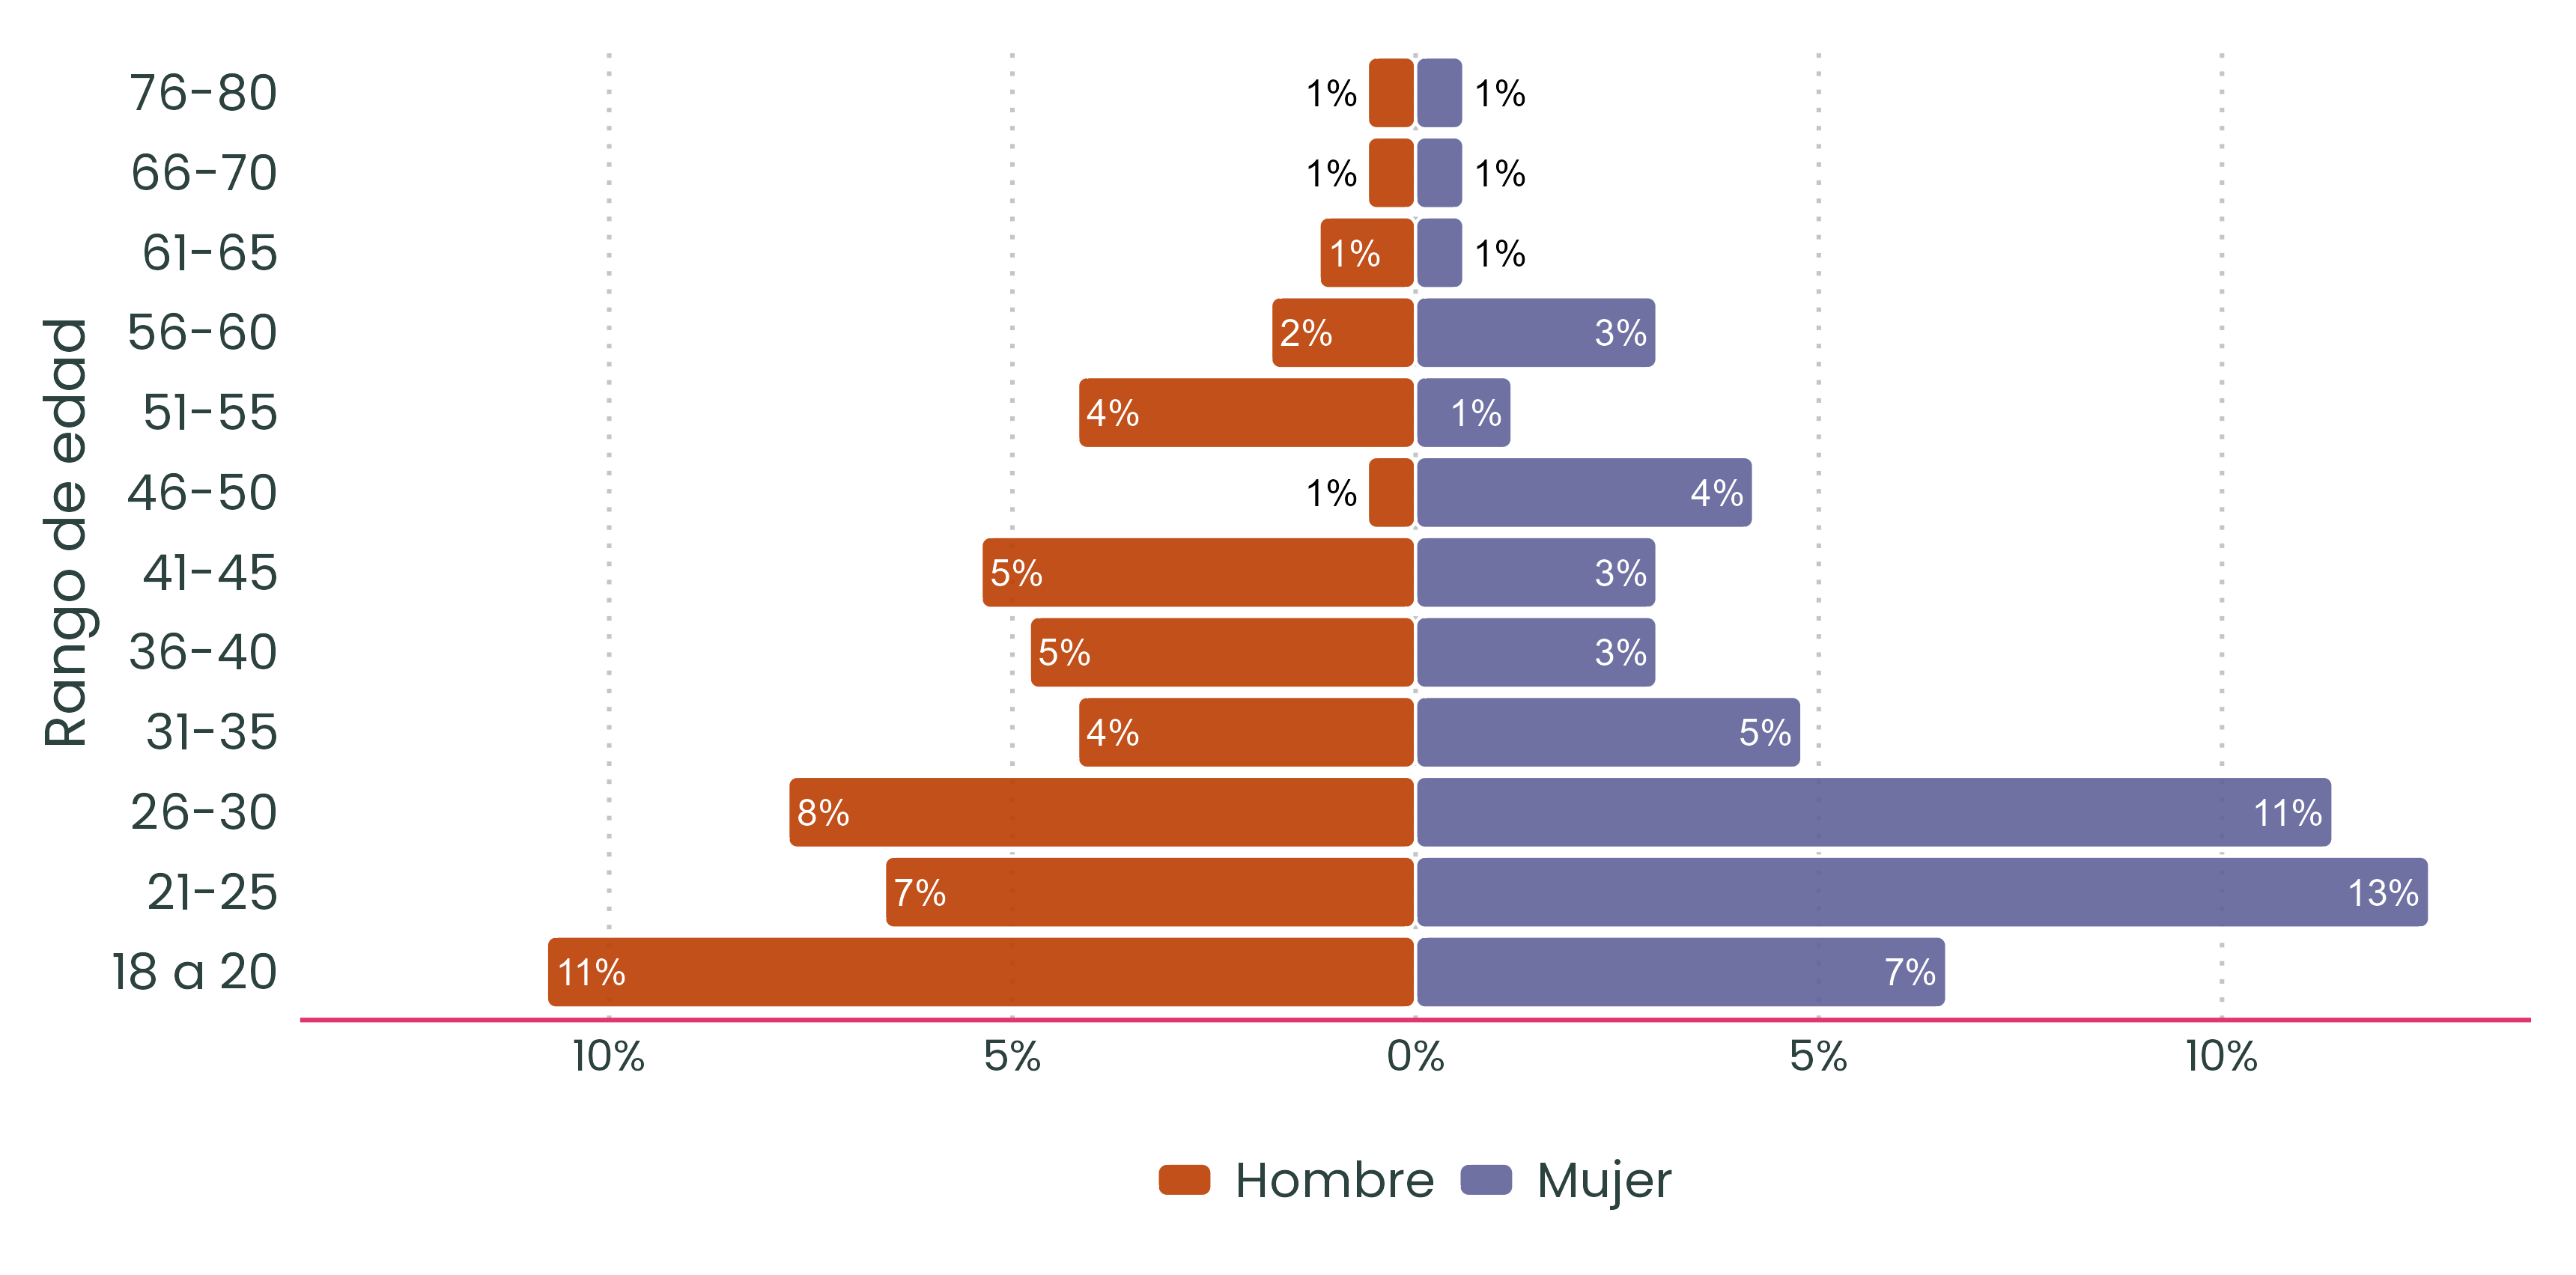 Rango de edad
76-80 1% 1%
66-70 1% 1%
61-65 1% 1%
56-60 2% 3%
51-55 4% 1%
46-50 1% 4%
41-45 5% 3%
36-40 5% 3%
31-35 4% 5%
26-30 8% 11%
21-25 7% 13%
18 a 20 11% 7%
10% 5% 0% 5% 10%
Hombre Mujer